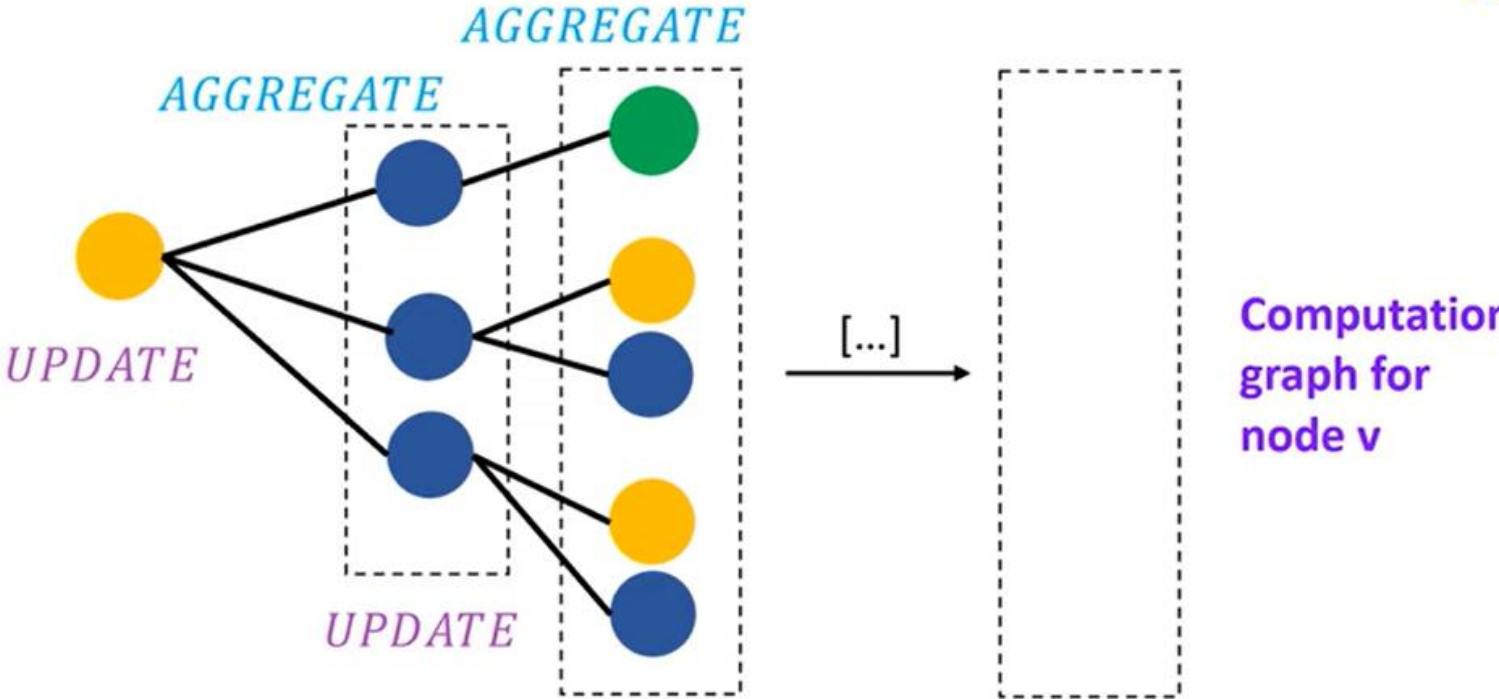 AGGREGATE
AGGREGATE
UPDATE
UPDATE
[...]
Computation
graph for
node v